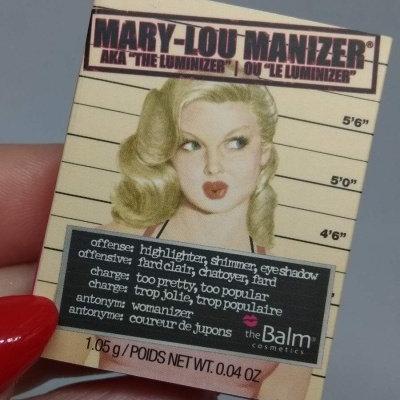 MARY-LOU MANIZER®
AKA "THE LUMINIZER" | OU "LE LUMINIZER"
5'6"
5'0"
4'6"
offense: highlighter, shimmer, eyeshadow
offensive: fard clair, chatoyer, fard
charge: too pretty, too popular
charge: trop jolie, trop populaire
antonym: womanizer
antonyme: coureur de jupons
theBalm®
cosmetics
1.05 g / POIDS NET WT. 0.04 OZ